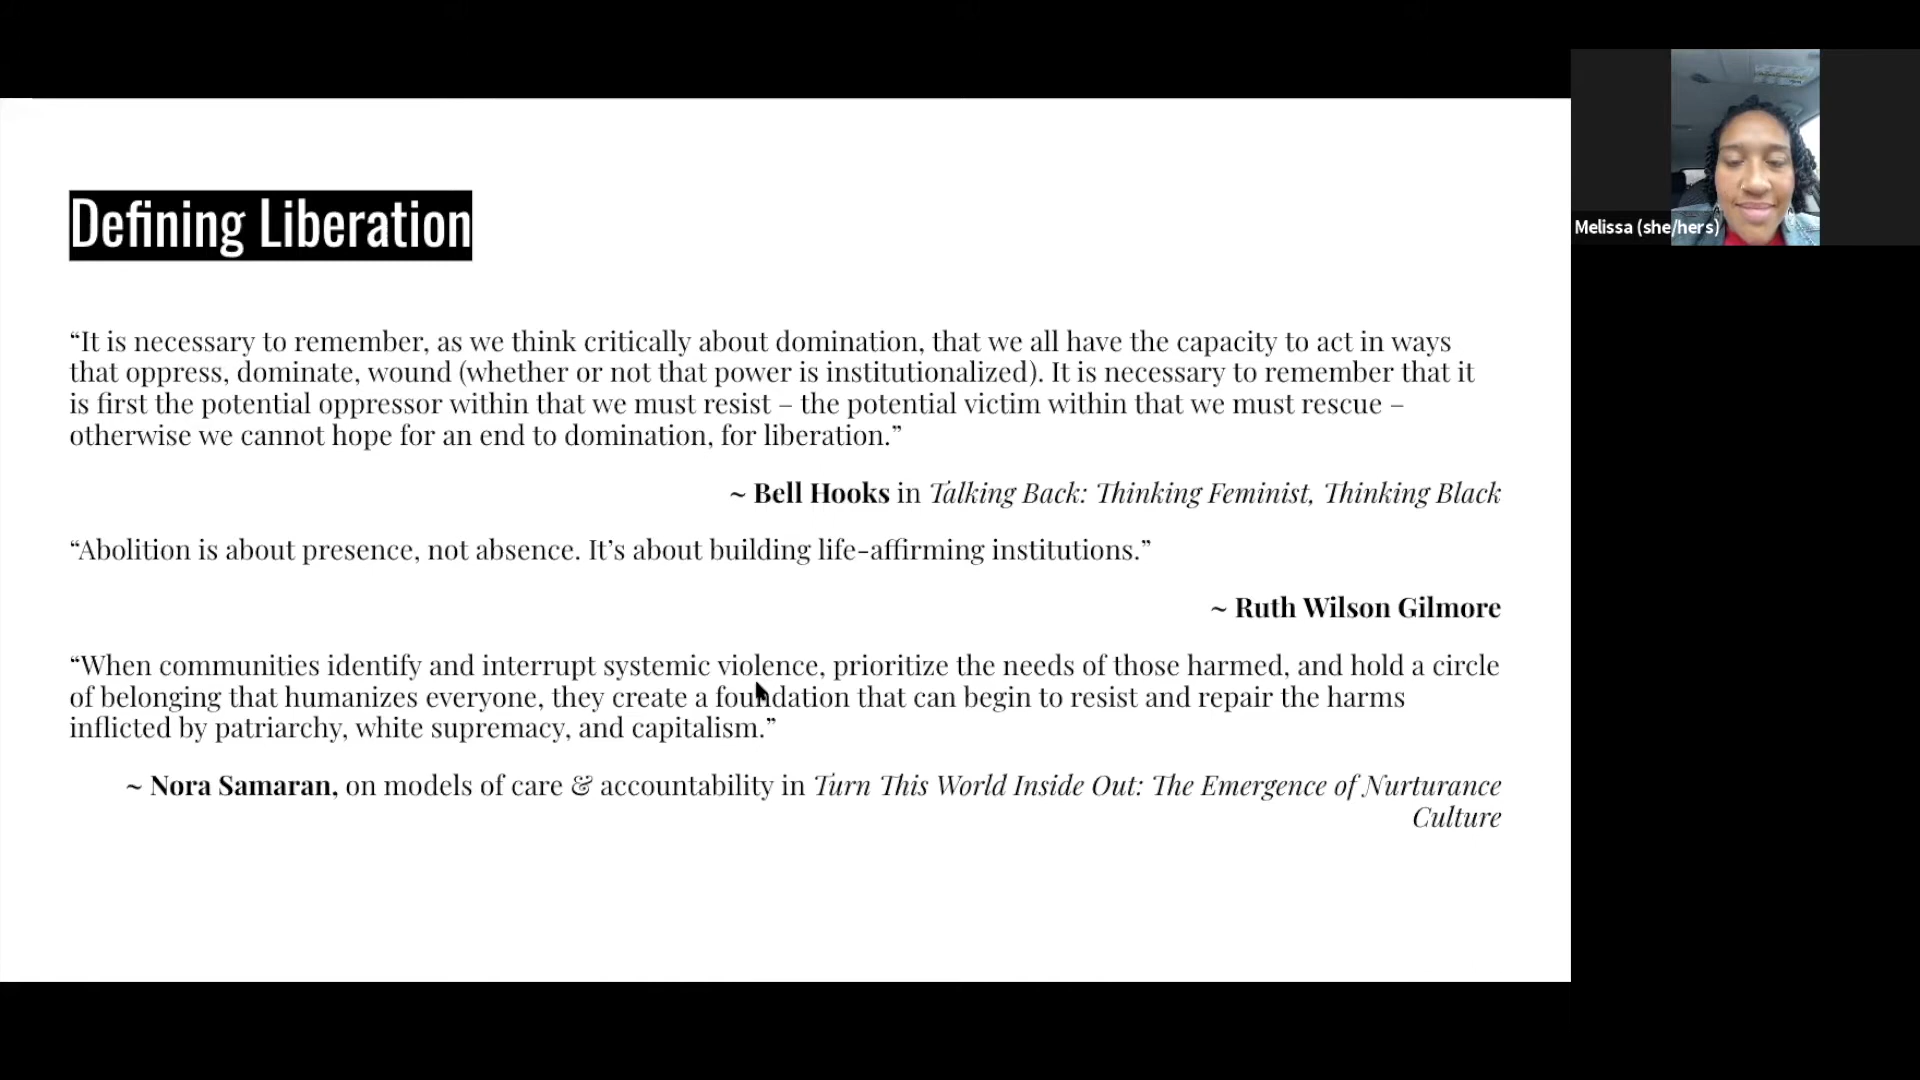 Defining Liberation
“It is necessary to remember, as we think critically about domination, that we all have the capacity to act in ways
that oppress, dominate, wound (whether or not that power is institutionalized). It is necessary to remember that it
is first the potential oppressor within that we must resist – the potential victim within that we must rescue –
otherwise we cannot hope for an end to domination, for liberation.”
~ Bell Hooks in Talking Back: Thinking Feminist, Thinking Black
“Abolition is about presence, not absence. It’s about building life-affirming institutions.”
~ Ruth Wilson Gilmore
“When communities identify and interrupt systemic violence, prioritize the needs of those harmed, and hold a circle
of belonging that humanizes everyone, they create a foundation that can begin to resist and repair the harms
inflicted by patriarchy, white supremacy, and capitalism.”
~ Nora Samaran, on models of care & accountability in Turn This World Inside Out: The Emergence of Nurturance
Culture
Melissa (she/hers)